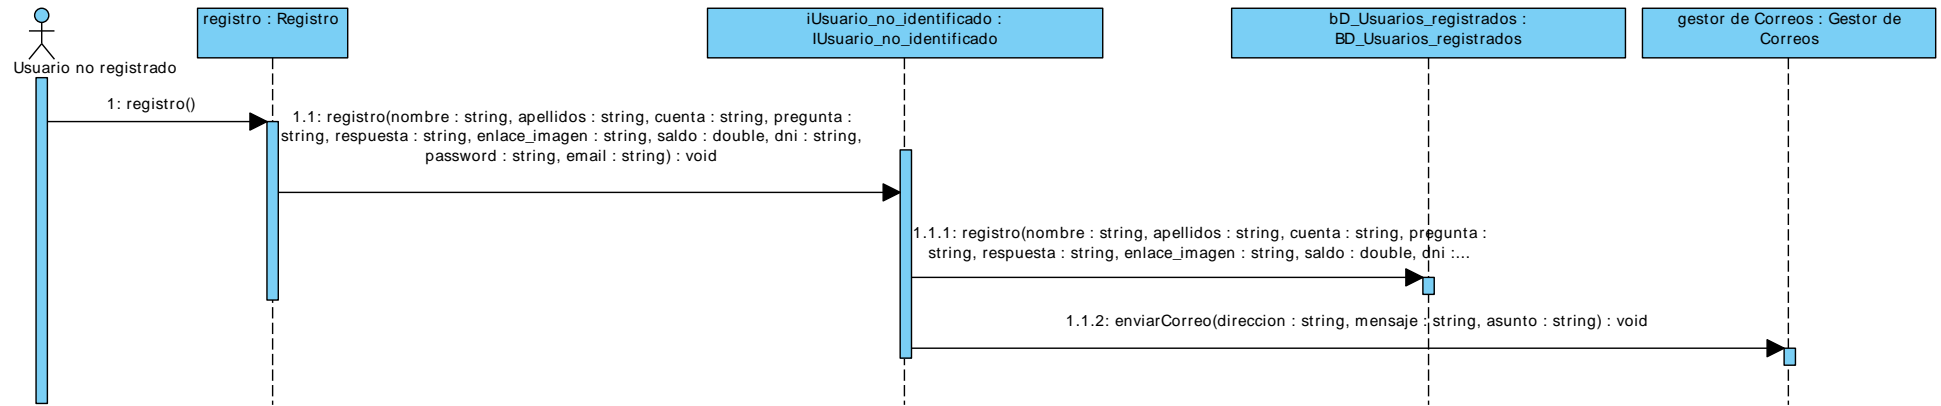 registro : Registro
iUsuario_no_identificado :
IUsuario_no_identificado
bD_Usuarios_registrados :
BD_Usuarios_registrados
gestor de Correos : Gestor de
Correos
Usuario no registrado
1: registro()
1.1: registro(nombre : string, apellidos : string, cuenta : string, pregunta :
string, respuesta : string, enlace_imagen : string, saldo : double, dni : string,
password : string, email : string) : void
1.1.1: registro(nombre : string, apellidos : string, cuenta : string, pregunta :
string, respuesta : string, enlace_imagen : string, saldo : double, dni :...
1.1.2: enviarCorreo(direccion : string, mensaje : string, asunto : string) : void